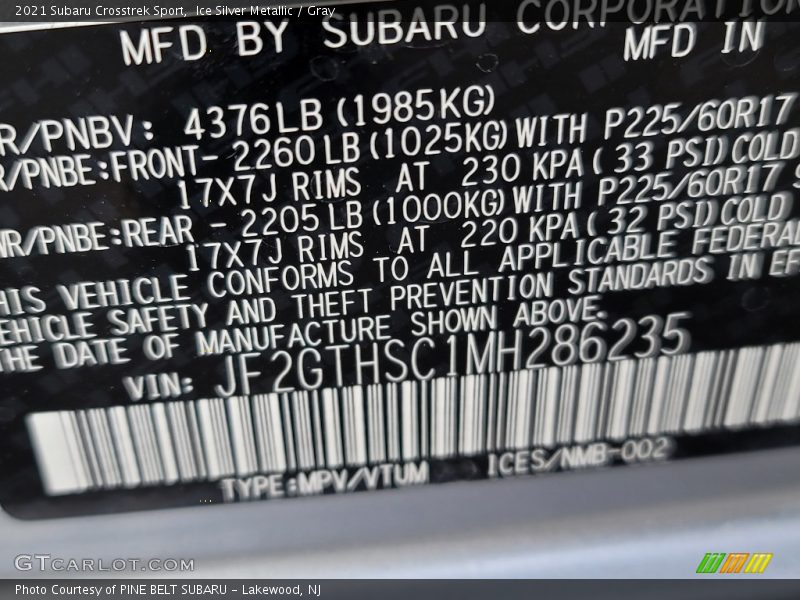 2021 Subaru Crosstrek Sport, Ice Silver Metallic / Gray
MFD BY SUBARU CORPORATION
MFD IN
R/PNBV: 4376LB (1985KG)
R/PNBE:FRONT- 2260 LB (1025KG) WITH P225/60R17
17X7J RIMS AT 230 KPA ( 33 PSI) COLD
WR/PNBE:REAR - 2205 LB (1000KG) WITH P225/60R17 S
17X7J RIMS AT 220 KPA ( 32 PSI) COLD
HIS VEHICLE CONFORMS TO ALL APPLICABLE FEDERA
EHICLE SAFETY AND THEFT PREVENTION STANDARDS IN EF
THE DATE OF MANUFACTURE SHOWN ABOVE.
VIN: JF2GTHSC1MH286235
TYPE:MPV/VTUM ICES/NMB-002
GTCARLOT.COM
Photo Courtesy of PINE BELT SUBARU - Lakewood, NJ